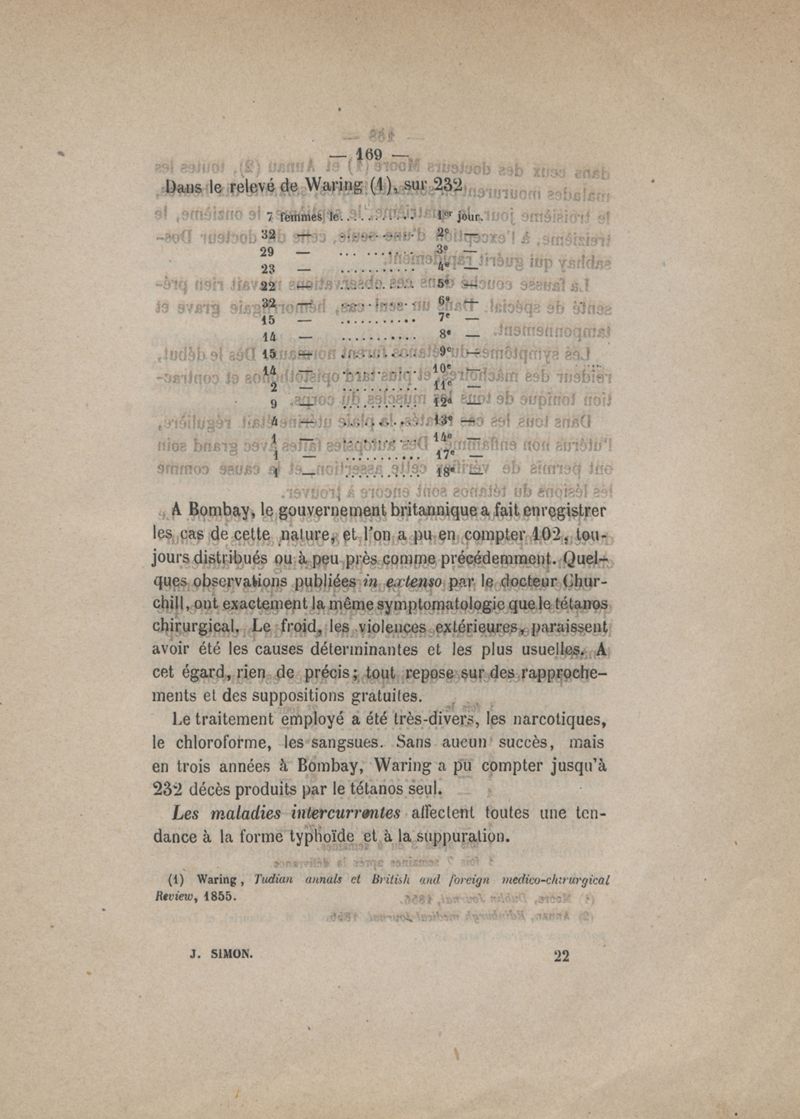 — 169 —
Dans le relevé de Waring (1), sur 232
7 femmes le.......... 1er jour.
32 — .......... 2e —
29 — .......... 3e —
23 — .......... 4e —
22 — .......... 5e —
32 — .......... 6e —
15 — .......... 7e —
14 — .......... 8e —
15 — .......... 9e —
14 — .......... 10e —
2 — .......... 11e —
9 — .......... 12e —
4 — .......... 13e —
1 — .......... 14e —
1 — .......... 17e —
1 — .......... 18e —
A Bombay, le gouvernement britannique a fait enregistrer
les cas de cette nature, et l'on a pu en compter 102, tou-
jours distribués ou à peu près comme précédemment. Quel-
ques observations publiées in extenso par le docteur Chur-
chill, ont exactement la même symptomatologie que le tétanos
chirurgical. Le froid, les violences extérieures, paraissent
avoir été les causes déterminantes et les plus usuelles. A
cet égard, rien de précis; tout repose sur des rapproche-
ments et des suppositions gratuites.
Le traitement employé a été très-divers, les narcotiques,
le chloroforme, les sangsues. Sans aucun succès, mais
en trois années à Bombay, Waring a pu compter jusqu'à
232 décès produits par le tétanos seul.
Les maladies intercurrentes affectent toutes une ten-
dance à la forme typhoïde et à la suppuration.
(1) Waring, Tudian annals et British and foreign medico-chirurgical
Review, 1855.
J. SIMON. 22